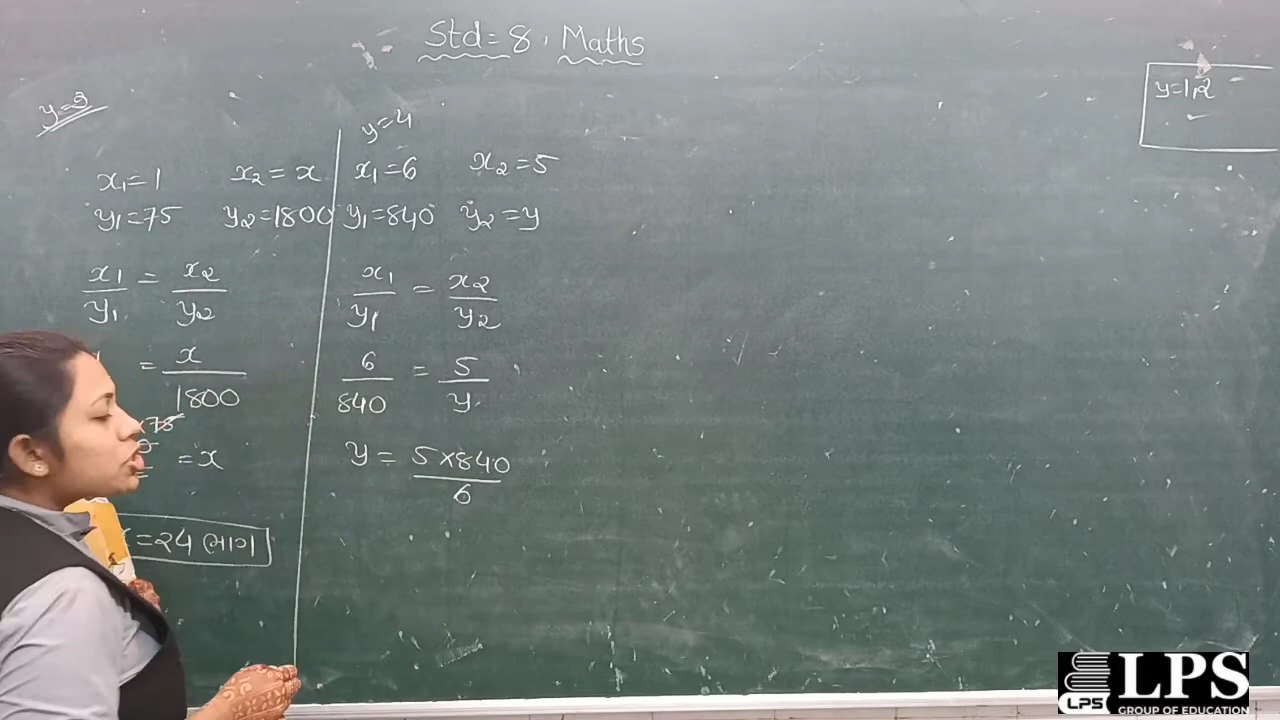 Std = 8, Maths
y=1,2
y=3
x₁=1 x₂=x
y₁=75 y₂=1800
x₁/y₁ = x₂/y₂
= x/1800
=x
=24 ભાગ
y=4
x₁=6 x₂=5
y₁=840 y₂=y
x₁/y₁ = x₂/y₂
6/840 = 5/y
y = 5×840/6
LPS
LPS
GROUP OF EDUCATION